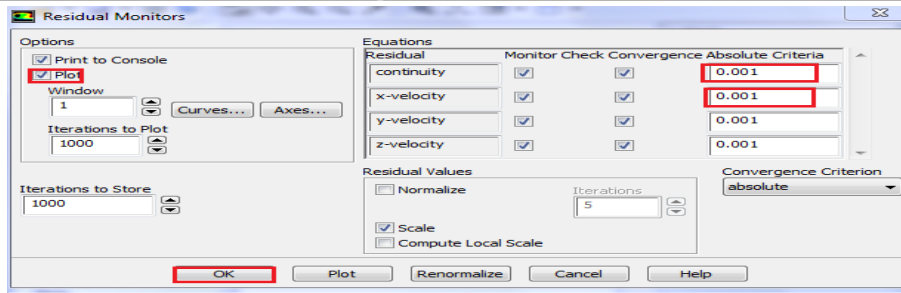 Residual Monitors
Options
Print to Console
Plot
Window
1
Curves... Axes...
Iterations to Plot
1000
Iterations to Store
1000
Equations
Residual Monitor Check Convergence Absolute Criteria
continuity 0.001
x-velocity 0.001
y-velocity 0.001
z-velocity 0.001
Residual Values
Normalize
Iterations
5
Scale
Compute Local Scale
Convergence Criterion
absolute
OK Plot Renormalize Cancel Help